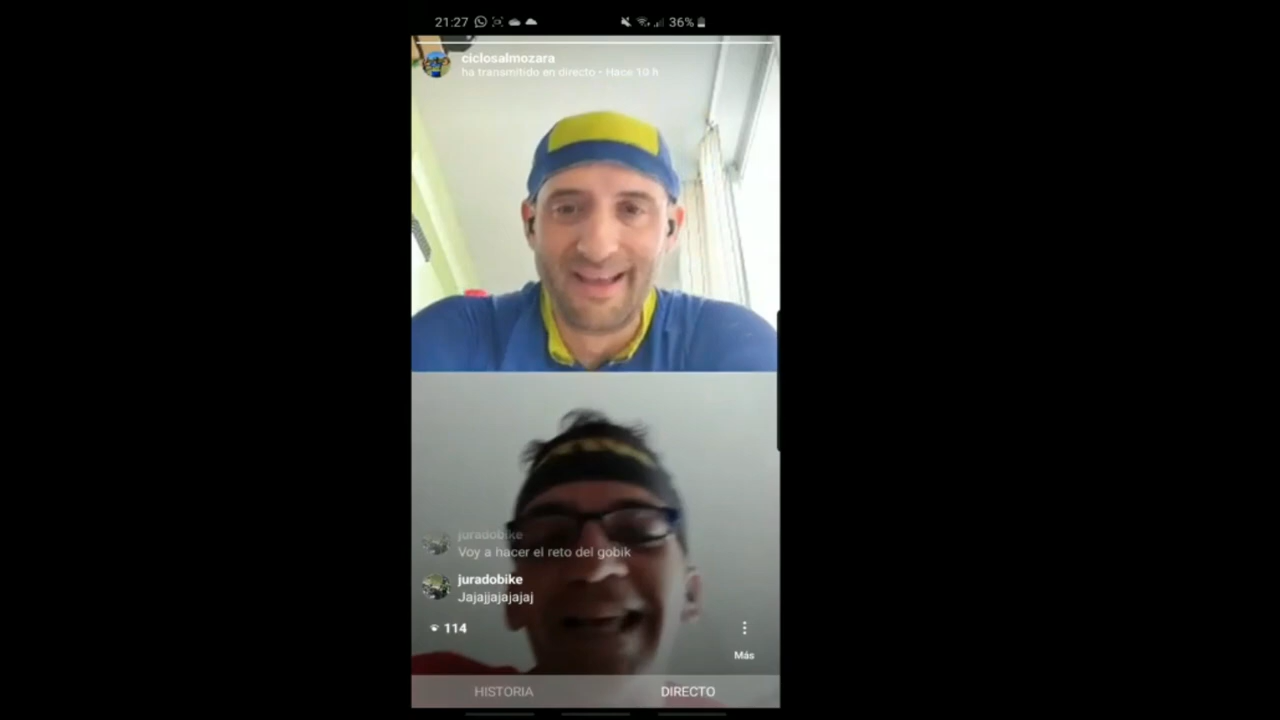 21:27
36%
ciclosalmozara
ha transmitido en directo • Hace 10 h
juradobike
Voy a hacer el reto del gobik
juradobike
Jajajjajajajaj
114
Más
HISTORIA
DIRECTO